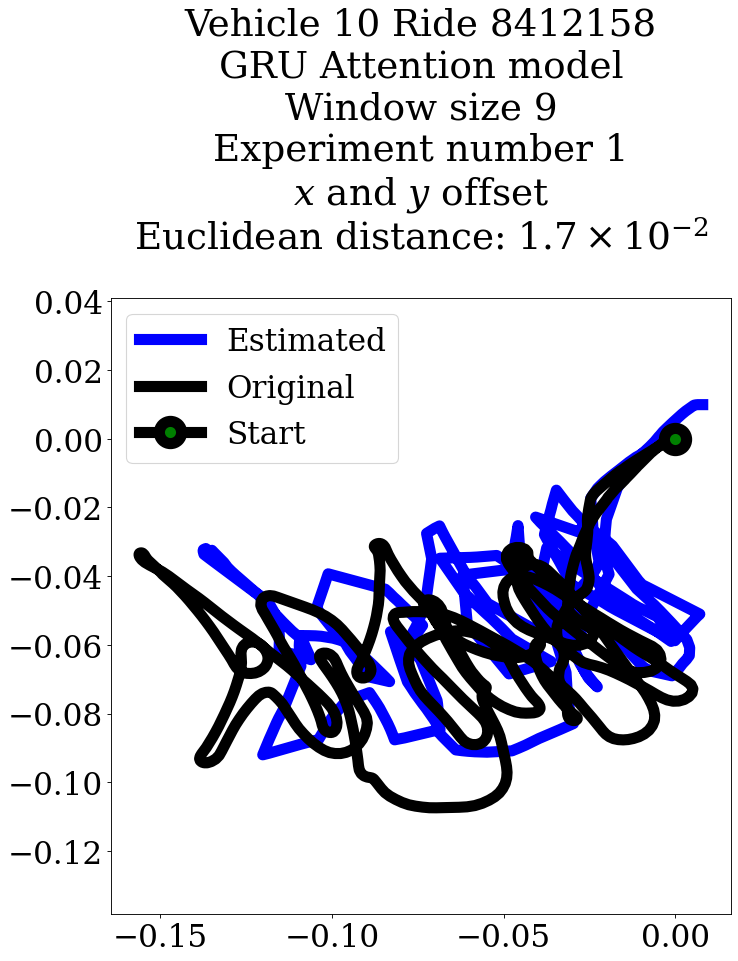 Vehicle 10 Ride 8412158
GRU Attention model
Window size 9
Experiment number 1
x and y offset
Euclidean distance: 1.7 × 10⁻²
0.04
0.02
0.00
−0.02
−0.04
−0.06
−0.08
−0.10
−0.12
Estimated
Original
Start
−0.15 −0.10 −0.05 0.00